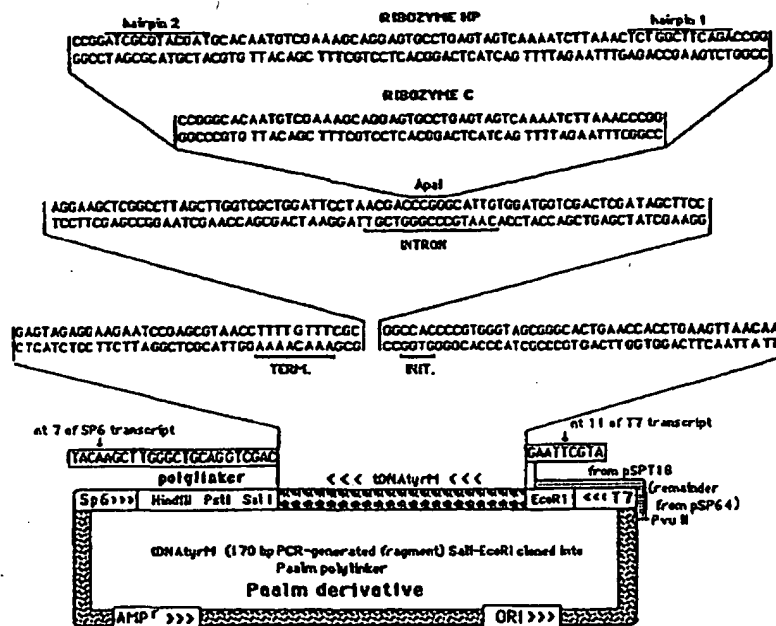 hairpin 2
RIBOZYME HP
hairpin 1
CCGGATCGCGTACGATGCACAATGTCGAAAGCAGGAGTGCCTGAGTAGTCAAAATCTTAAACTCTGGCTTCAGACCGG
GGCCTAGCGCATGCTACGTG TTACAGC TTTCGTCCTCACGGACTCATCAG TTTTAGAATTTGAGACCGAAGTCTGGCC
RIBOZYME C
CCGGGCACAATGTCGAAAGCAGGAGTGCCTGAGTAGTCAAAATCTTAAACCCGG
GGCCCGTG TTACAGC TTTCGTCCTCACGGACTCATCAG TTTTAGAATTTCGGCC
ApaI
AGGAAGCTCGGCCTTAGCTTGGTCGCTGGATTCCTAACGACCCGGGCATTGTGGATGGTCGACTCGATAGCTTCC
TCCTTCGAGCCGGAATCGAACCAGCGACTAAGGATTGCTGGGCCCGTAACACCTACCAGCTGAGCTATCGAAGG
INTRON
GAGTAGAGGAAGAATCCGAGCGTAACCTTTTGTTTCGC
GGCCACCCCGTGGGTAGCGGGCACTGAACCACCTGAAGTTAACAA
CTCATCTCCTTCTTAGGCTCGCATTGGAAAACAAAGCG
CCGGTGGGGCACCCATCGCCCGTGACTTGGTGGACTTCAATTATT
TERM.
INIT.
nt 7 of SP6 transcript
nt 11 of T7 transcript
TACAAGCTTGGGCTGCAGGTCGAC
GAATTCGTA
polylinker
<<< tDNAtyrM <<<
from pSPT18
(remainder
from pSP64)
Sp6>>> HindIII PstI Sal I
EcoR1 <<<T7
Pvu II
tDNAtyrM (170 bp PCR-generated fragment) SalI-EcoRI cloned into
Psalm polylinker
Psalm derivative
AMP r >>>
ORI >>>